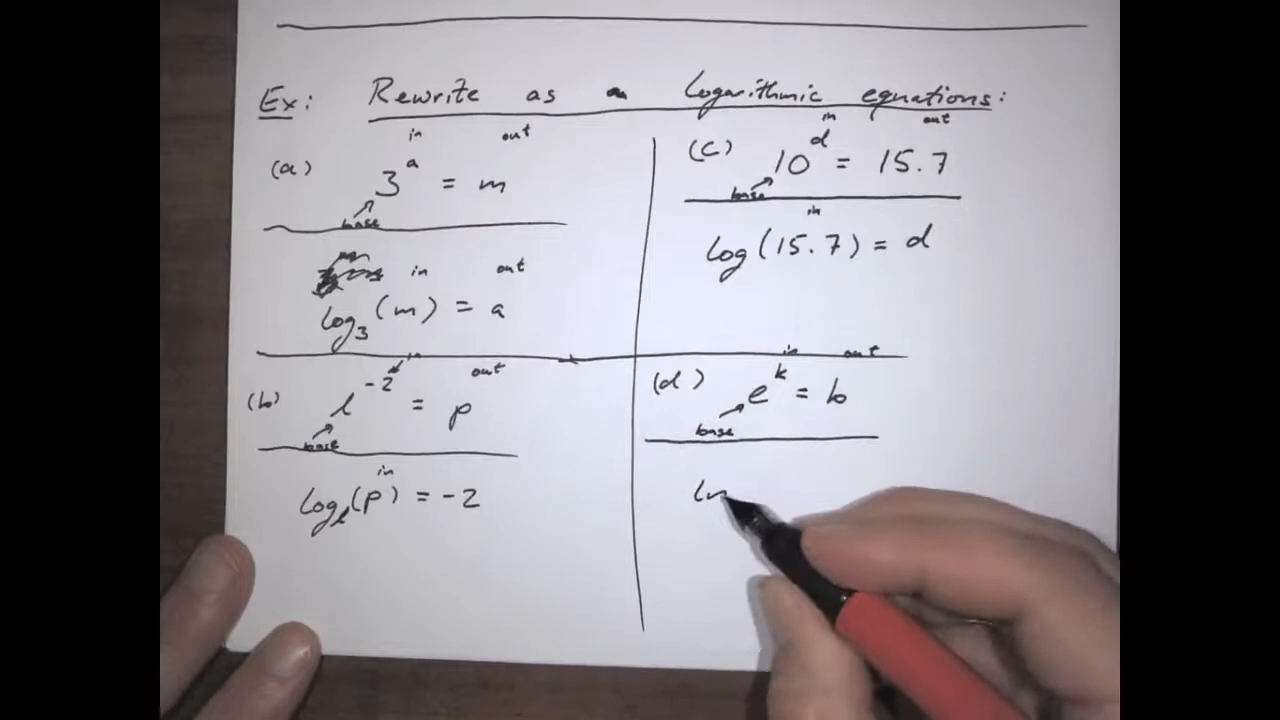 Ex: Rewrite as a Logarithmic equations:
in out
(a) 3^a = m
base
in out
log_3 (m) = a
in out
(b) l^-2 = p
base
in
log_l (p) = -2
in out
(c) 10^d = 15.7
base
in
log(15.7) = d
in out
(d) e^k = b
base
ln